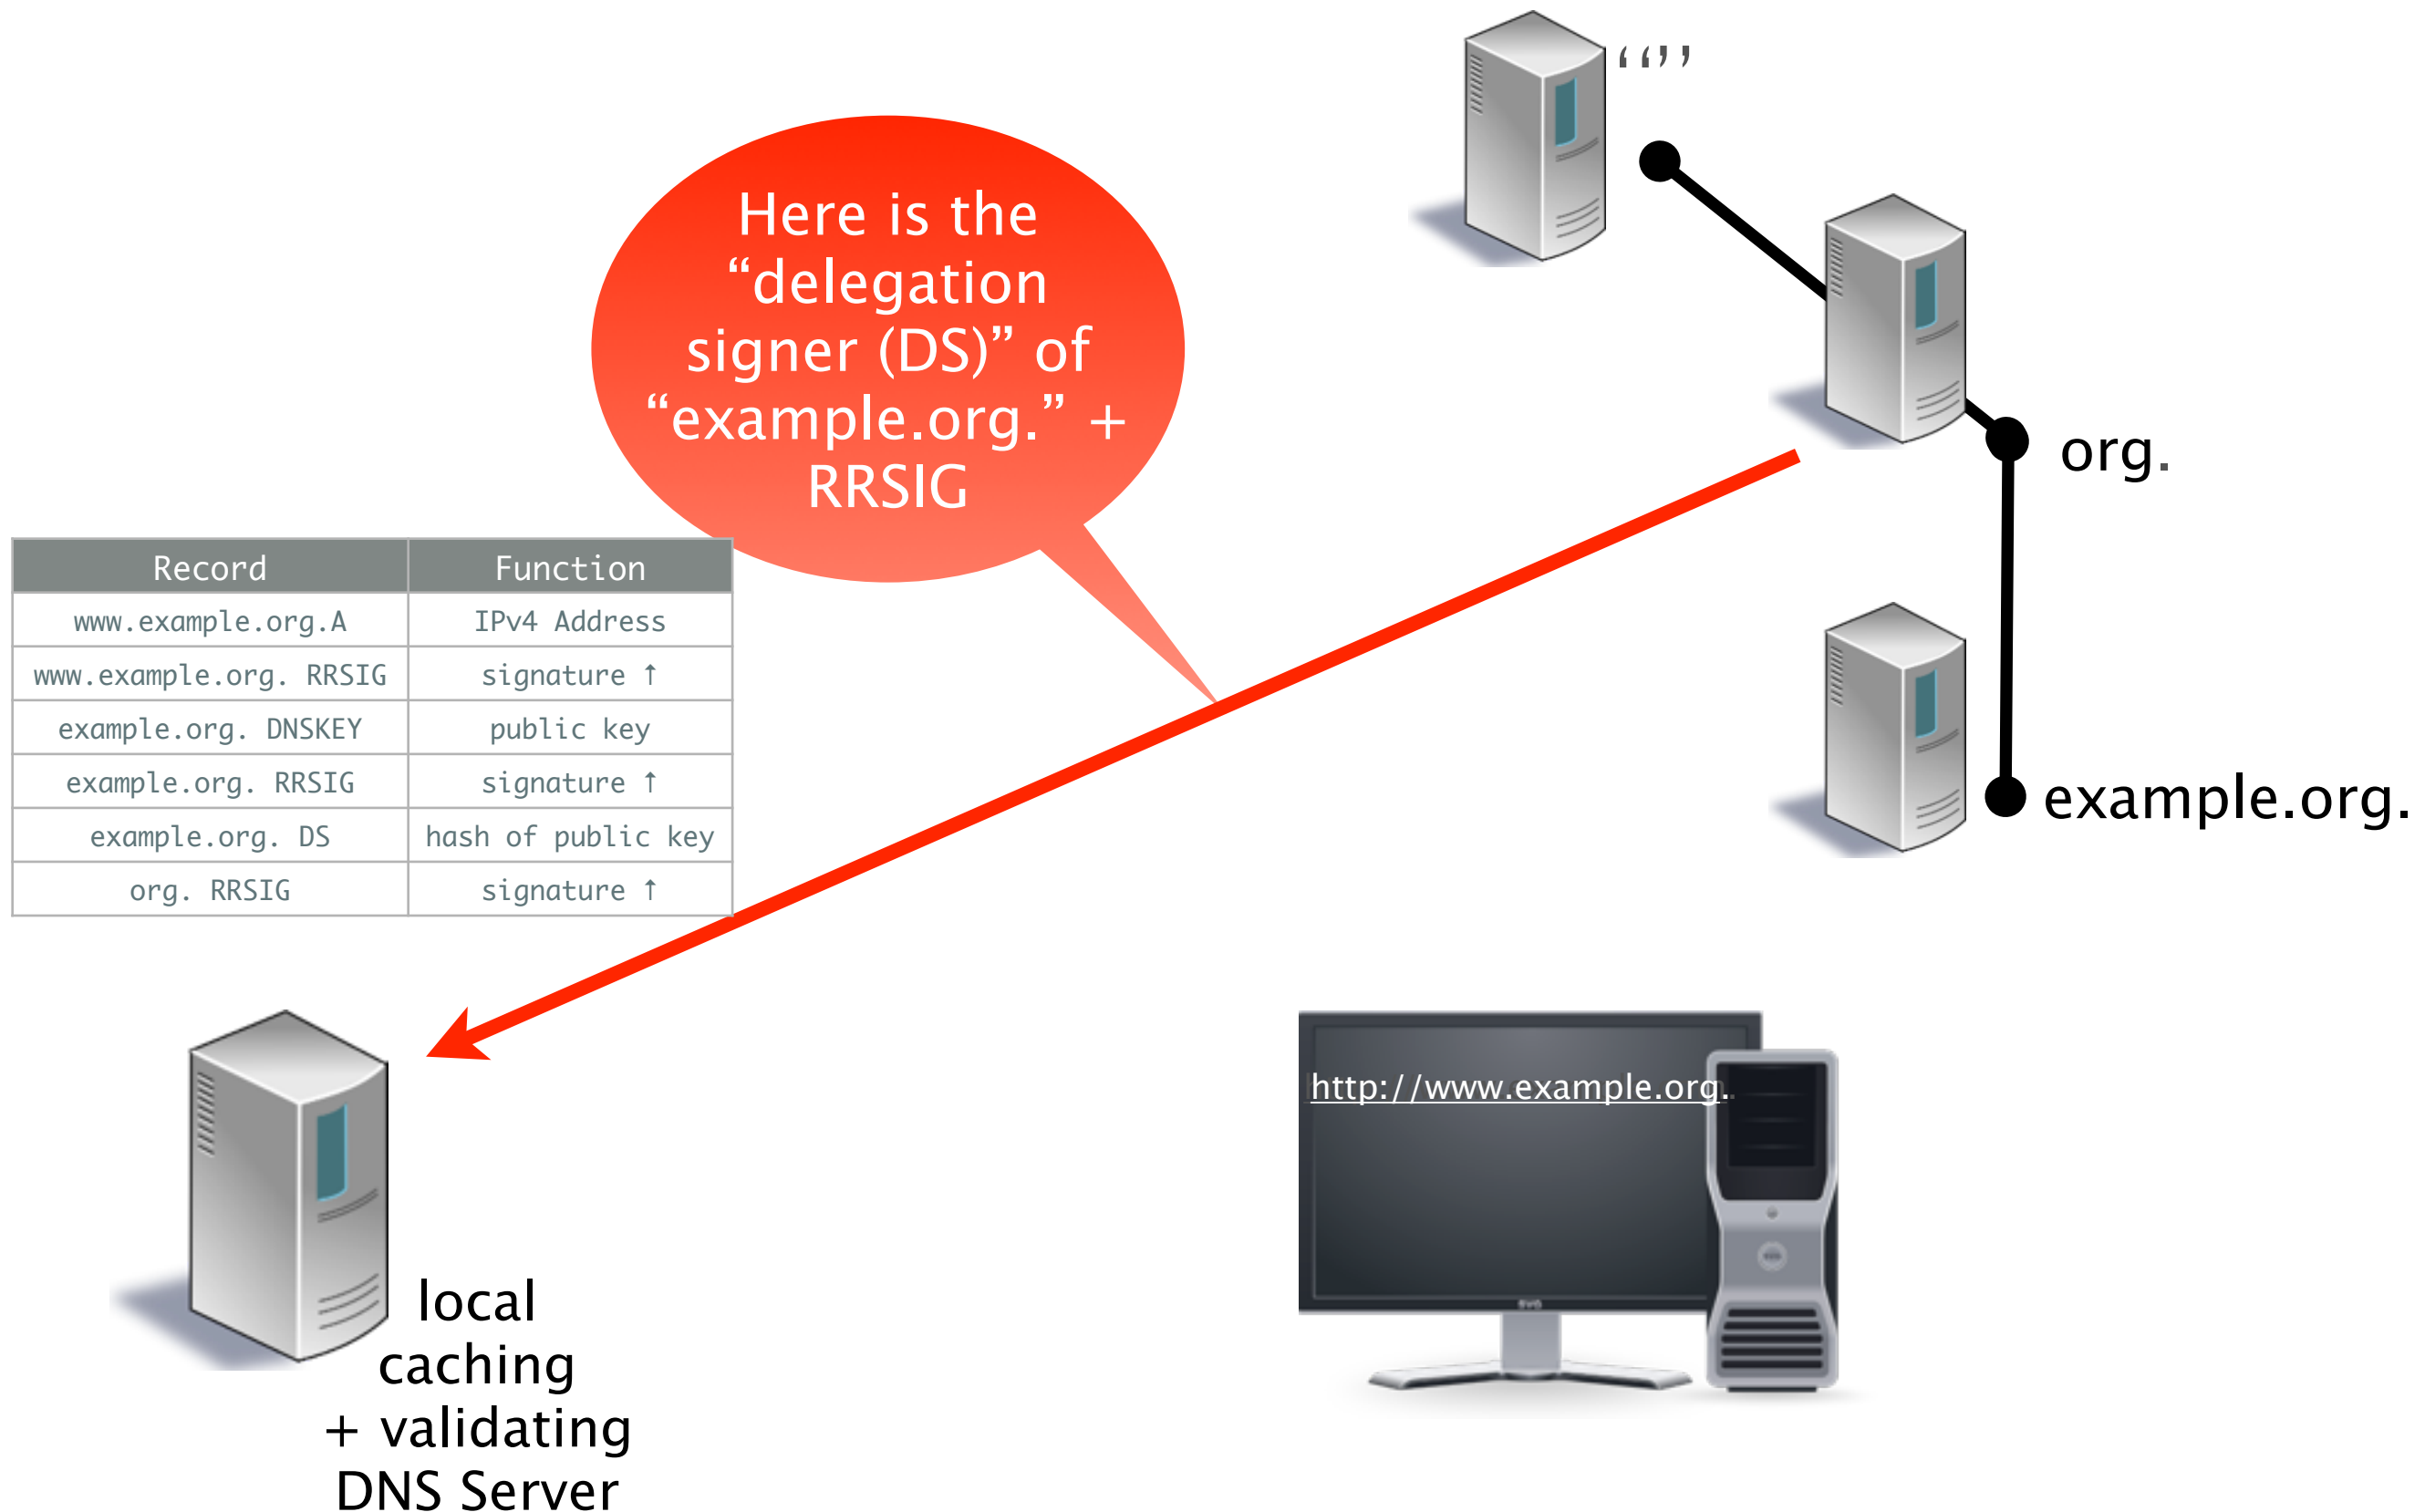 “”
Here is the
“delegation
signer (DS)” of
“example.org.” +
RRSIG
org.
Record Function
www.example.org.A IPv4 Address
www.example.org. RRSIG signature ↑
example.org. DNSKEY public key
example.org. RRSIG signature ↑
example.org. DS hash of public key
org. RRSIG signature ↑
example.org.
http://www.example.org.
local
caching
+ validating
DNS Server